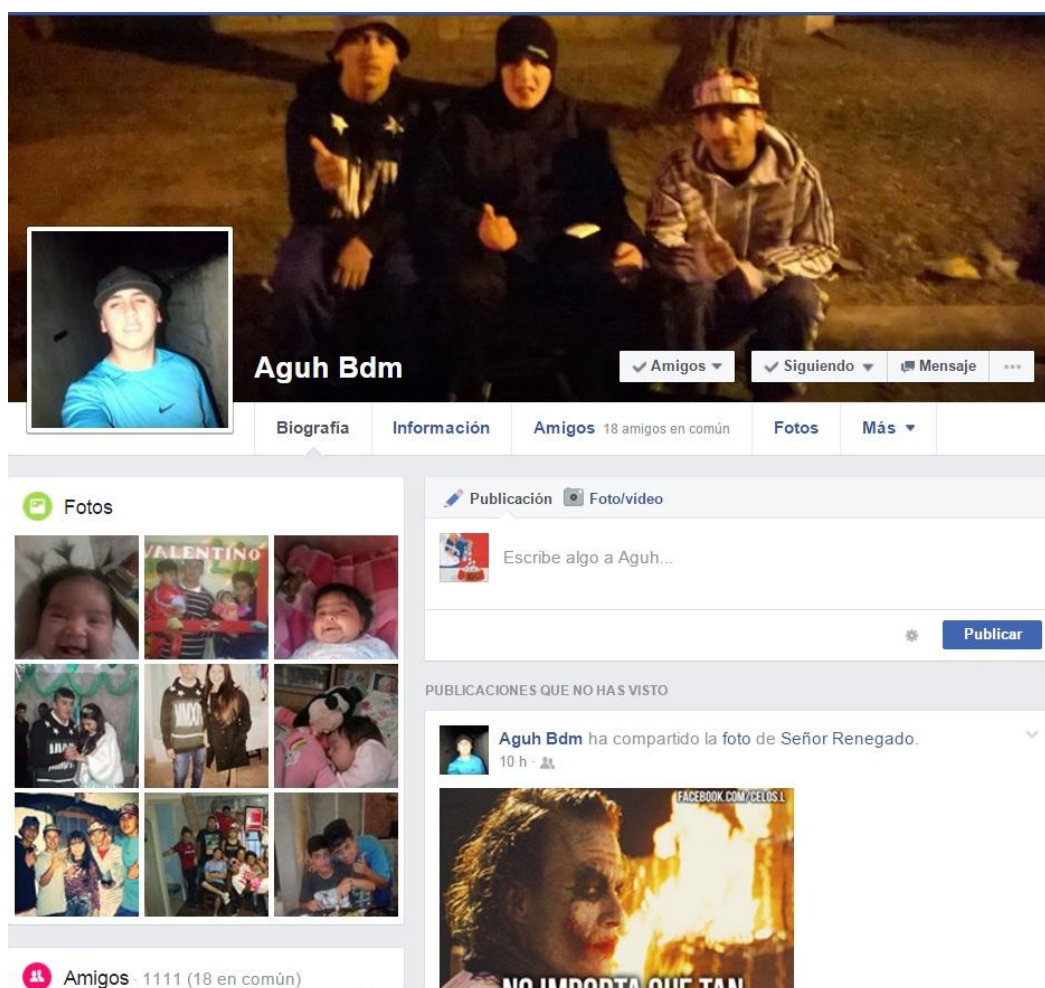 Aguh Bdm
Amigos
Siguiendo
Mensaje
Biografía
Información
Amigos 18 amigos en común
Fotos
Más
Fotos
VALENTINO
Publicación
Foto/vídeo
Escribe algo a Aguh...
Publicar
PUBLICACIONES QUE NO HAS VISTO
Aguh Bdm ha compartido la foto de Señor Renegado.
10 h ·
FACEBOOK.COM/CELOS.L
NO IMPORTA QUE TAN
Amigos · 1111 (18 en común)